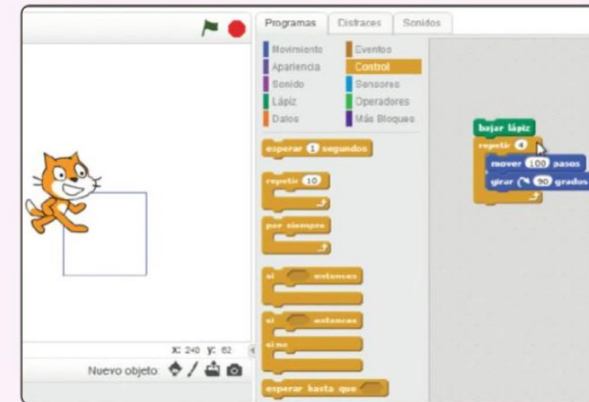 Programas Disfraces Sonidos
Movimiento Eventos
Apariencia Control
Sonido Sensores
Lápiz Operadores
Datos Más Bloques
esperar 1 segundos
repetir 10
por siempre
si entonces
si entonces
si no
esperar hasta que
bajar lápiz
repetir 4
mover 100 pasos
girar 90 grados
x: 240 y: 82
Nuevo objeto: